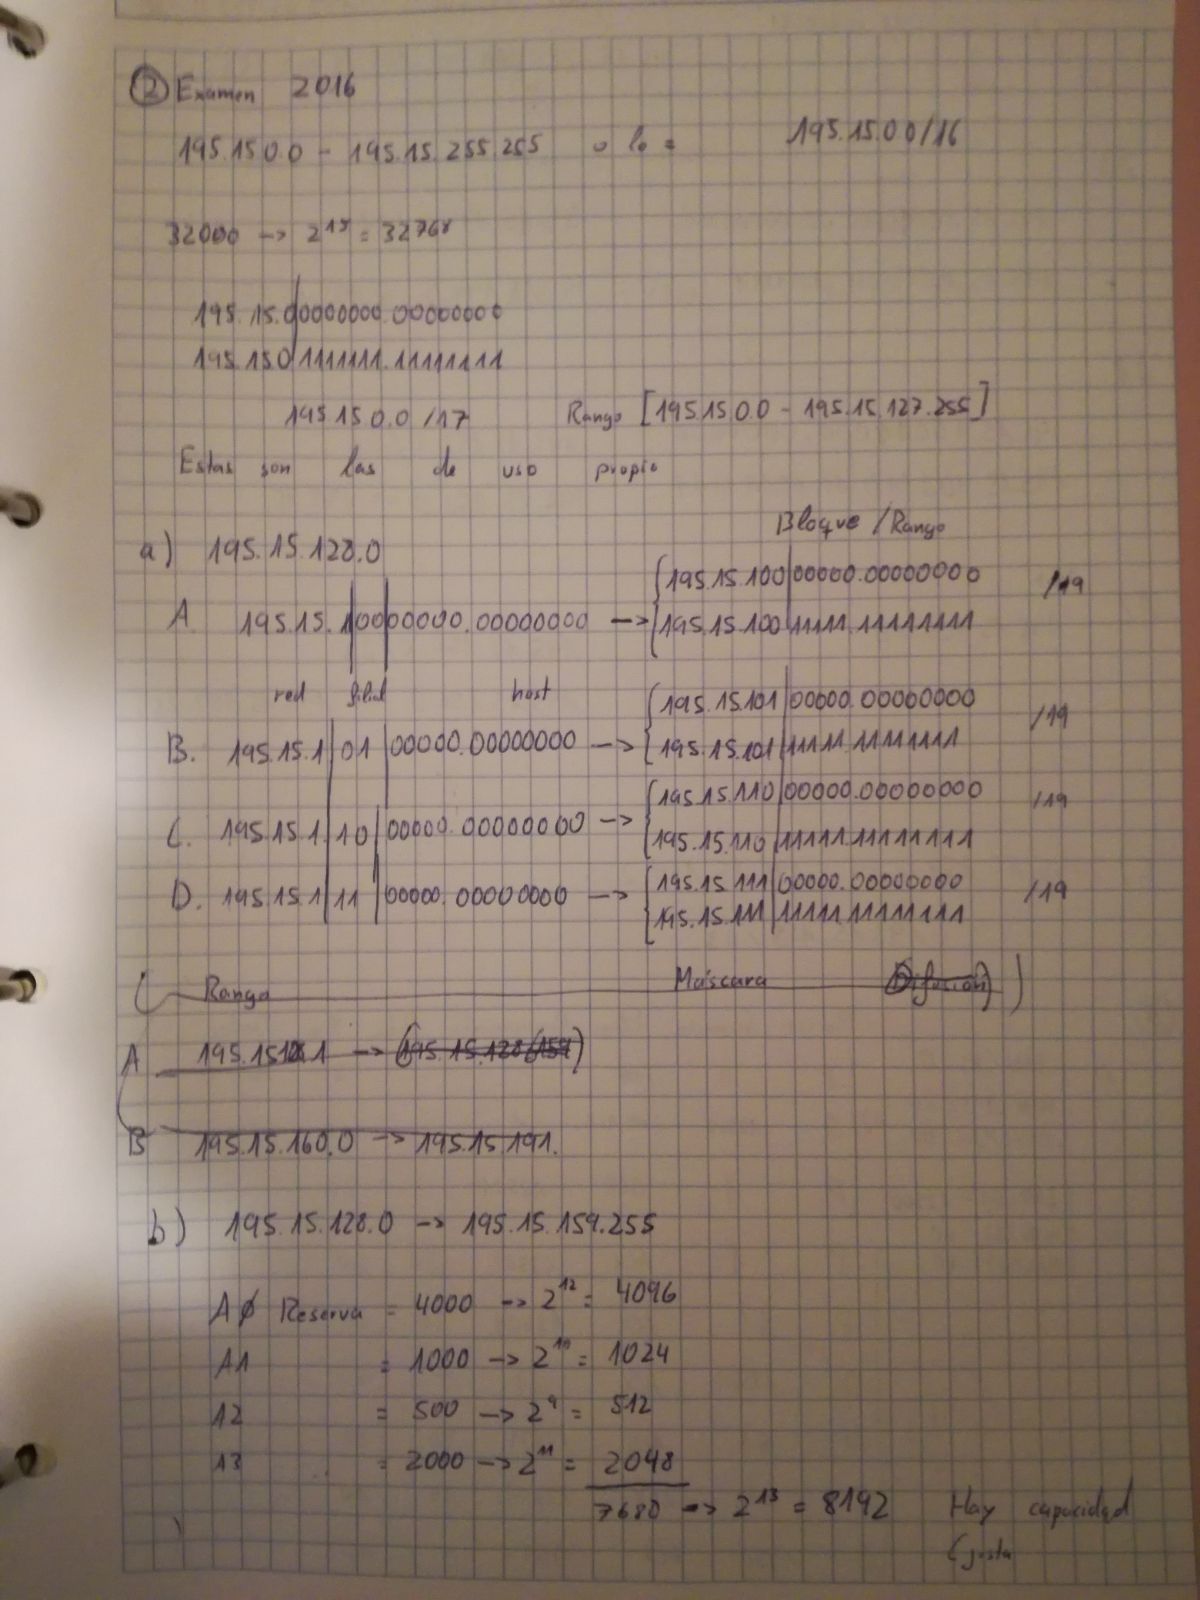 ② Examen 2016
195.15.0.0 - 195.15.255.255 o lo = 195.15.0.0/16
32000 -> 2^15 = 32768
195.15.0|0000000.00000000
195.15.0|1111111.11111111
195.15.0.0 /17 Rango [195.15.0.0 - 195.15.127.255]
Estas son las de uso propio
Bloque / Rango
a) 195.15.128.0
195.15.100|00000.00000000 /19
A. 195.15.1|00|00000.00000000 -> 195.15.100|11111.11111111
red filial host
195.15.101|00000.00000000 /19
B. 195.15.1|01|00000.00000000 -> 195.15.101|11111.11111111
195.15.110|00000.00000000 /19
C. 195.15.1|10|00000.00000000 -> 195.15.110|11111.11111111
195.15.111|00000.00000000 /19
D. 195.15.1|11|00000.00000000 -> 195.15.111|11111.11111111
Rango Máscara (Difusión)
A 195.15.128.1 -> (195.15.128.(159)
B 195.15.160.0 -> 195.15.191.
b) 195.15.128.0 -> 195.15.159.255
AØ Reserva = 4000 -> 2^12 = 4096
A1 = 1000 -> 2^10 = 1024
A2 = 500 -> 2^9 = 512
A3 = 2000 -> 2^11 = 2048
7680 -> 2^13 = 8192 Hay capacidad
(justa